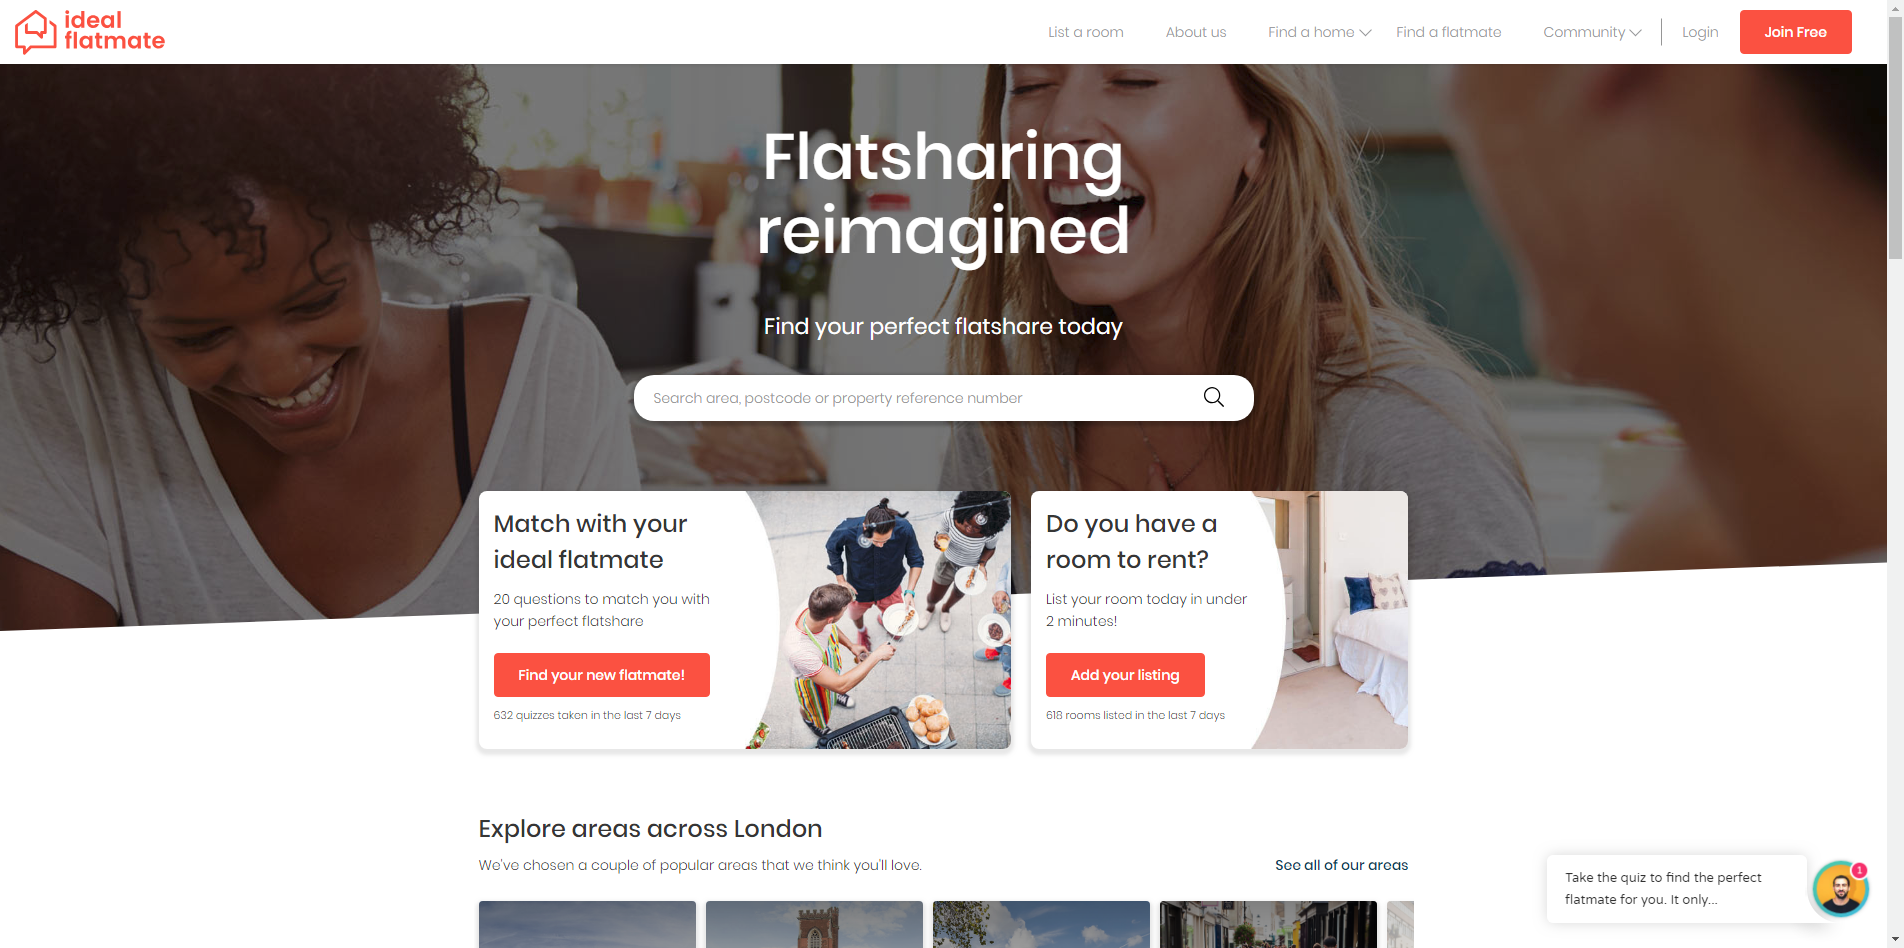 ideal
flatmate
List a room
About us
Find a home
Find a flatmate
Community
Login
Join Free
Flatsharing
reimagined
Find your perfect flatshare today
Search area, postcode or property reference number
Match with your
ideal flatmate
20 questions to match you with
your perfect flatshare
Find your new flatmate!
632 quizzes taken in the last 7 days
Do you have a
room to rent?
List your room today in under
2 minutes!
Add your listing
618 rooms listed in the last 7 days
Explore areas across London
We've chosen a couple of popular areas that we think you'll love.
See all of our areas
Take the quiz to find the perfect
flatmate for you. It only...
1